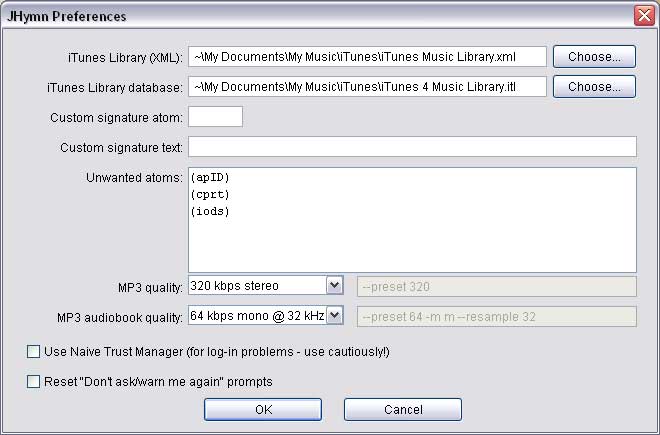 JHymn Preferences
iTunes Library (XML): ~\My Documents\My Music\iTunes\iTunes Music Library.xml Choose...
iTunes Library database: ~\My Documents\My Music\iTunes\iTunes 4 Music Library.itl Choose...
Custom signature atom:
Custom signature text:
Unwanted atoms: (apID)
(cprt)
(iods)
MP3 quality: 320 kbps stereo --preset 320
MP3 audiobook quality: 64 kbps mono @ 32 kHz --preset 64 -m m --resample 32
Use Naive Trust Manager (for log-in problems - use cautiously!)
Reset "Don't ask/warn me again" prompts
OK Cancel